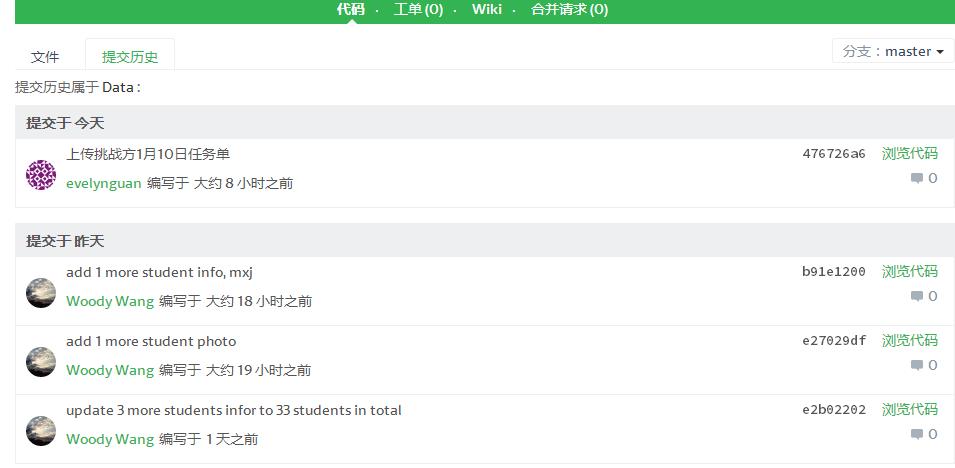 代码 · 工单 (0) · Wiki · 合并请求 (0)
文件 提交历史 分支：master
提交历史属于 Data :
提交于 今天
上传挑战方1月10日任务单 476726a6 浏览代码
evelynguan 编写于 大约 8 小时之前 0
提交于 昨天
add 1 more student info, mxj b91e1200 浏览代码
Woody Wang 编写于 大约 18 小时之前 0
add 1 more student photo e27029df 浏览代码
Woody Wang 编写于 大约 19 小时之前 0
update 3 more students infor to 33 students in total e2b02202 浏览代码
Woody Wang 编写于 1 天之前 0